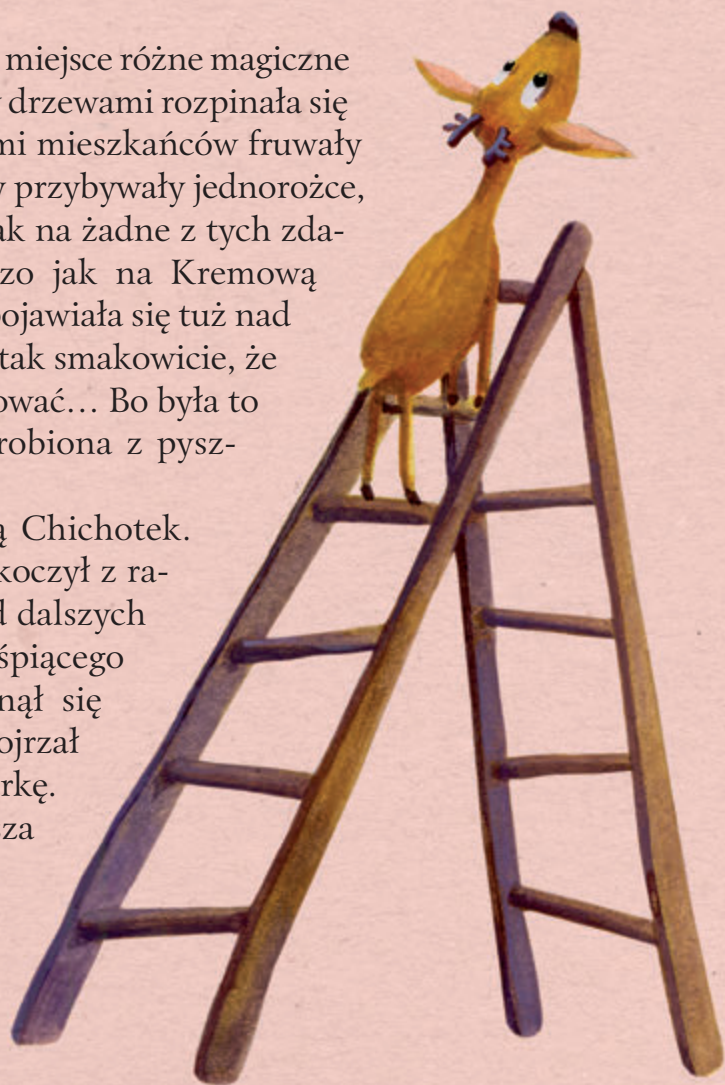 miejsce różne magiczne
drzewami rozpinała się
mi mieszkańców fruwały
przybywały jednorożce,
ak na żadne z tych zda-
zo jak na Kremową
pojawiała się tuż nad
tak smakowicie, że
ować… Bo była to
robiona z pysz-
ą Chichotek.
koczył z ra-
d dalszych
śpiącego
nął się
ojrzał
rkę.
sza